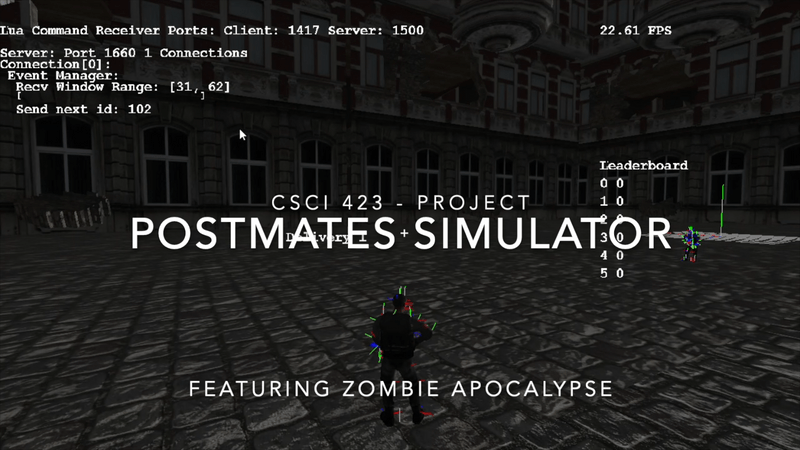 Lua Command Receiver Ports: Client: 1417 Server: 1500
22.61 FPS
Server: Port 1660 1 Connections
Connection[0]:
Event Manager:
Recv Window Range: [31, 62]
[ ]
Send next id: 102
Leaderboard
0 0
1 0
2 0
3 0
4 0
5 0
CSCI 423 - PROJECT
POSTMATES SIMULATOR
Delivery
+
FEATURING ZOMBIE APOCALYPSE